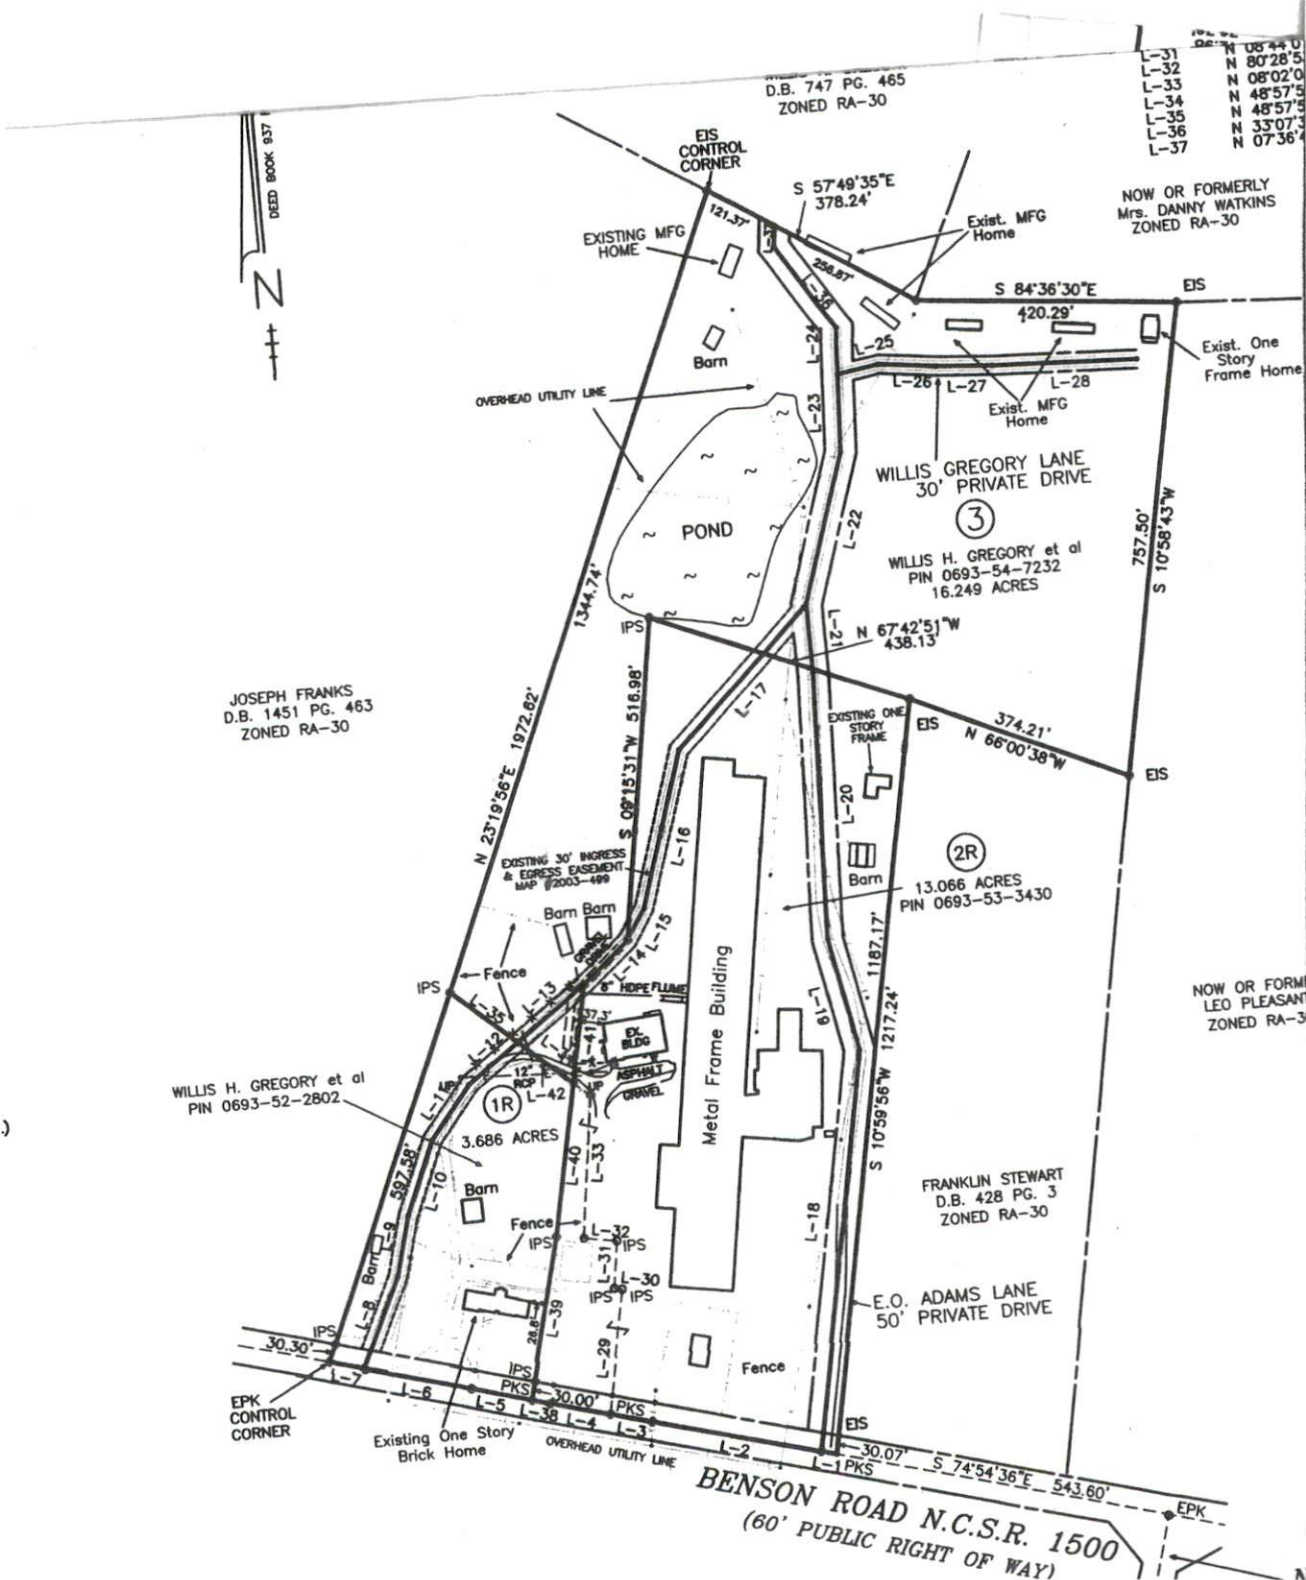 D.B. 747 PG. 465
ZONED RA-30
L-31
L-32 N 80°28'5
L-33 N 08°02'0
L-34 N 48°57'5
L-35 N 48°57'5
L-36 N 33°07'3
L-37 N 07°36'
DEED BOOK 937
N
EIS
CONTROL
CORNER
S 57°49'35"E
378.24'
NOW OR FORMERLY
Mrs. DANNY WATKINS
ZONED RA-30
121.37'
Exist. MFG
Home
EXISTING MFG
HOME
256.87'
L-36
S 84°36'30"E
420.29'
EIS
Barn
L-24
L-25
L-26
L-27
L-28
Exist. One
Story
Frame Home
Exist. MFG
Home
OVERHEAD UTILITY LINE
L-23
WILLIS GREGORY LANE
30' PRIVATE DRIVE
3
WILLIS H. GREGORY et al
PIN 0693-54-7232
16.249 ACRES
POND
L-22
757.50'
S 10°58'43"W
1344.74'
IPS
L-21
N 67°42'51"W
438.13'
JOSEPH FRANKS
D.B. 1451 PG. 463
ZONED RA-30
N 23°19'56"E 1972.62'
S 09°15'31"W 516.98'
L-17
EXISTING ONE
STORY
FRAME
EIS
374.21'
N 66°00'38"W
EIS
L-20
L-16
EXISTING 30' INGRESS
& EGRESS EASEMENT
MAP #2003-499
Barn
2R
13.066 ACRES
PIN 0693-53-3430
Barn Barn
L-15
L-14
GRAVEL
DRIVE
Metal Frame Building
1187.17'
S 10°59'56"W 1217.24'
IPS
Fence
L-13
L-35
8" HDPE FLUME
37.3'
L-41
EX.
BLDG
L-19
NOW OR FORM
LEO PLEASANT
ZONED RA-3
L-12
12"
RCP
L-42
ASPHALT
GRAVEL
UP
UP
WILLIS H. GREGORY et al
PIN 0693-52-2802
L-11
1R
3.686 ACRES
.)
L-40
L-33
597.58'
L-10
Barn
FRANKLIN STEWART
D.B. 428 PG. 3
ZONED RA-30
L-18
Fence
IPS
L-32
IPS
L-9
Barn
L-31
L-30
IPS IPS
E.O. ADAMS LANE
50' PRIVATE DRIVE
L-8
L-39
L-29
IPS
30.30'
Fence
IPS
PKS
L-7
L-6
L-5
L-38
30.00'
L-4
PKS
L-3
L-2
EPK
CONTROL
CORNER
Existing One Story
Brick Home
OVERHEAD UTILITY LINE
EIS
30.07'
L-1
PKS
S 74°54'36"E 543.60'
EPK
BENSON ROAD N.C.S.R. 1500
(60' PUBLIC RIGHT OF WAY)